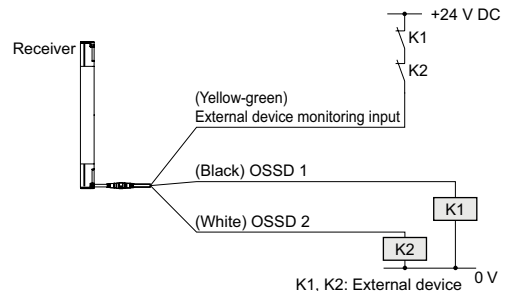 +24 V DC
Receiver
K1
K2
(Yellow-green)
External device monitoring input
(Black) OSSD 1
K1
(White) OSSD 2
K2
0 V
K1, K2: External device